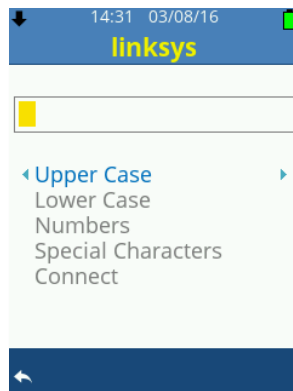 14:31 03/08/16
linksys
Upper Case
Lower Case
Numbers
Special Characters
Connect